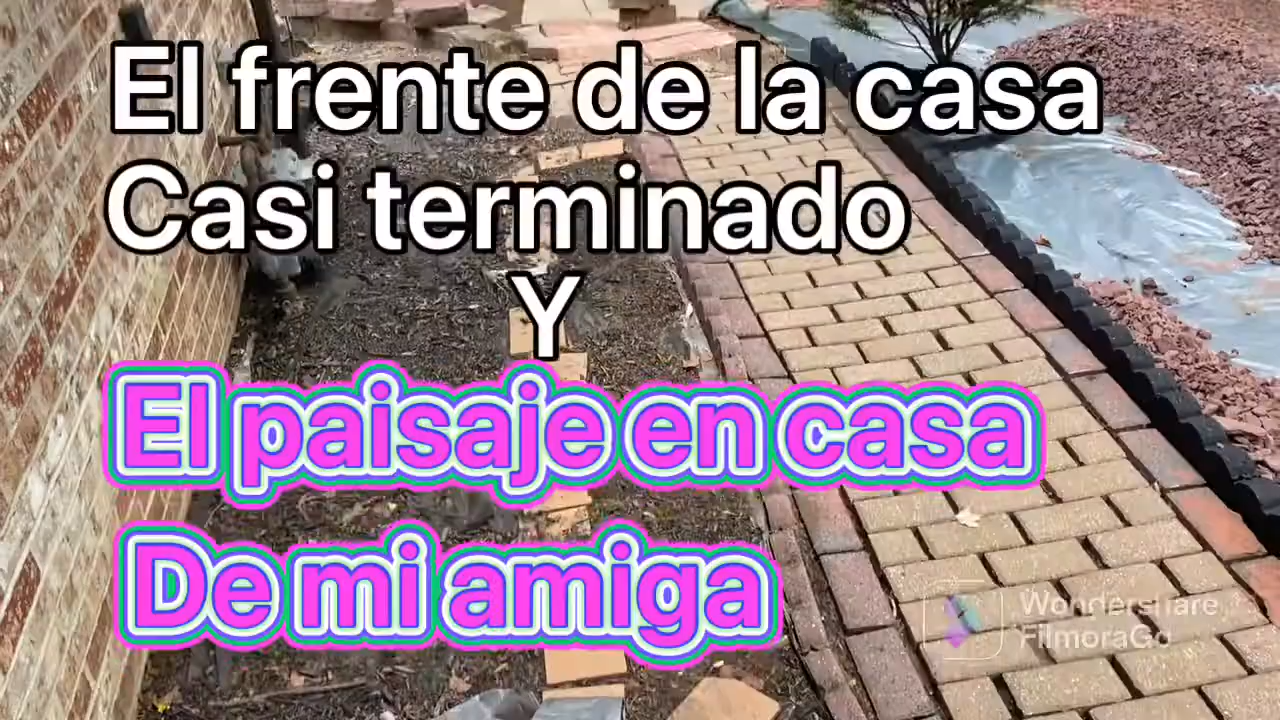 El frente de la casa
Casi terminado
Y
El paisaje en casa
De mi amiga
Wondershare
FilmoraGo